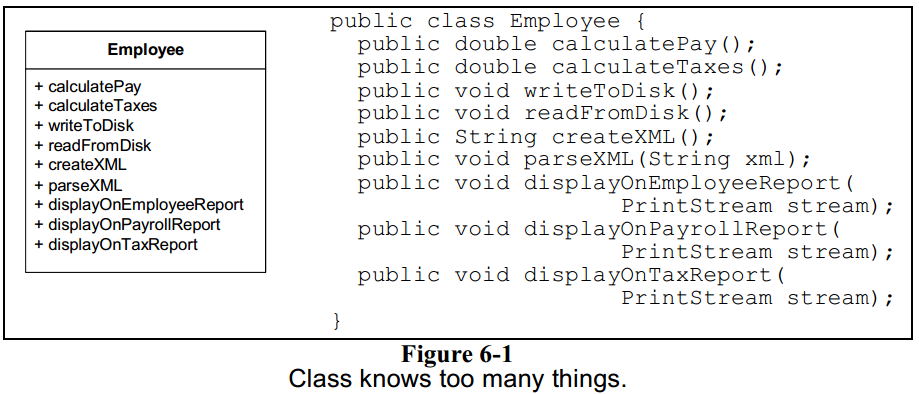 Employee
+ calculatePay
+ calculateTaxes
+ writeToDisk
+ readFromDisk
+ createXML
+ parseXML
+ displayOnEmployeeReport
+ displayOnPayrollReport
+ displayOnTaxReport
public class Employee {
  public double calculatePay();
  public double calculateTaxes();
  public void writeToDisk();
  public void readFromDisk();
  public String createXML();
  public void parseXML(String xml);
  public void displayOnEmployeeReport(
                     PrintStream stream);
  public void displayOnPayrollReport(
                     PrintStream stream);
  public void displayOnTaxReport(
                     PrintStream stream);
}
Figure 6-1
Class knows too many things.